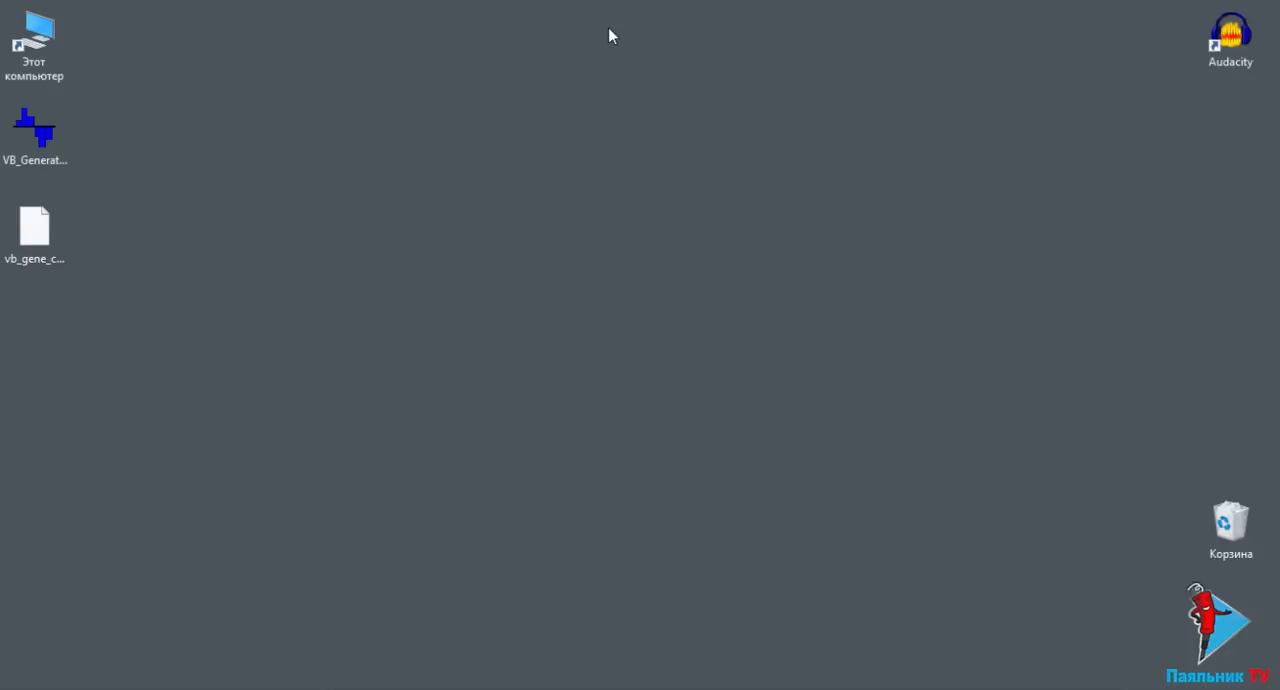 Этот
компьютер
VB_Generat...
vb_gene_c...
Audacity
Корзина
Паяльник TV